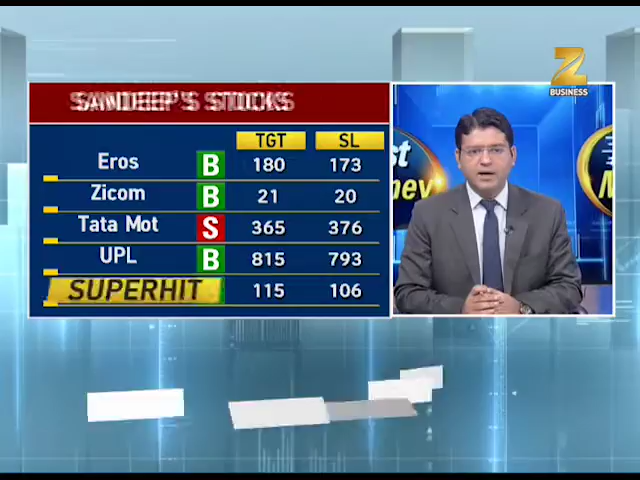 Z
BUSINESS
SANDEEP'S STOCKS
TGT SL
Eros B 180 173
Zicom B 21 20
Tata Mot S 365 376
UPL B 815 793
SUPERHIT 115 106